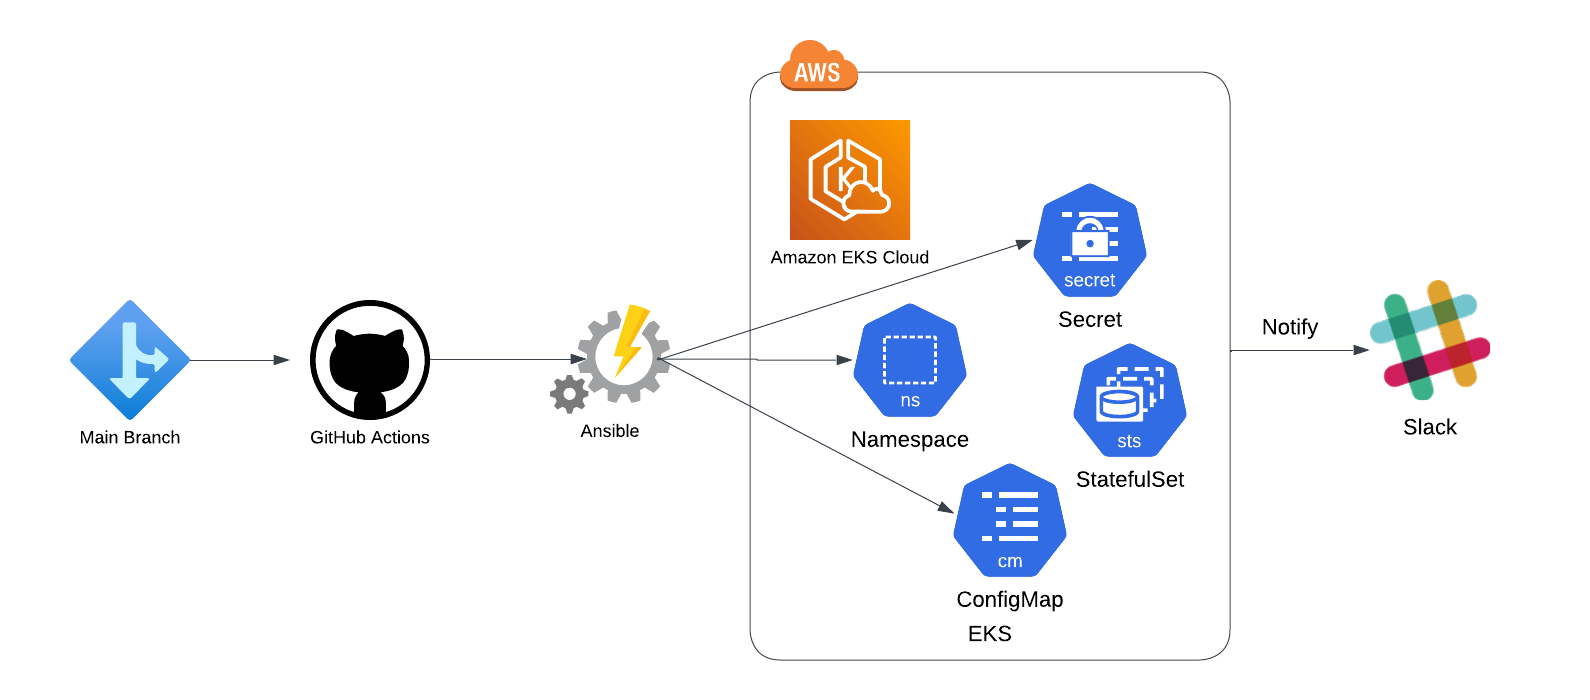 AWS
Amazon EKS Cloud
secret
Secret
Notify
ns
Namespace
sts
StatefulSet
Main Branch
GitHub Actions
Ansible
Slack
cm
ConfigMap
EKS